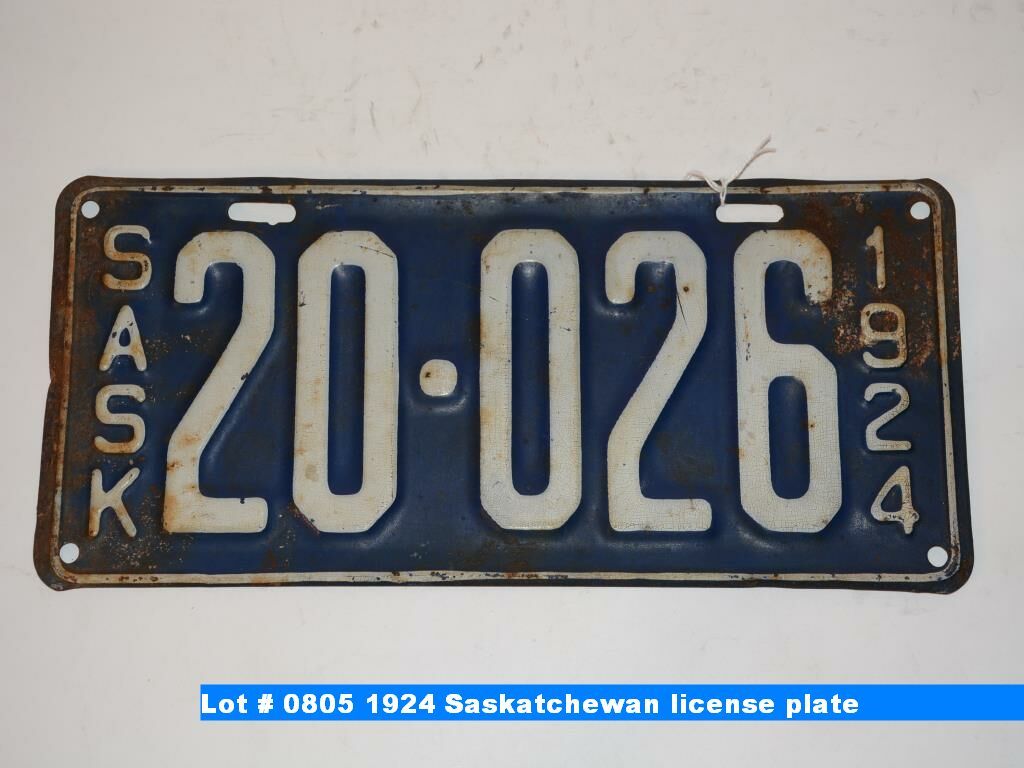 SASK
20·026
1924
Lot # 0805 1924 Saskatchewan license plate